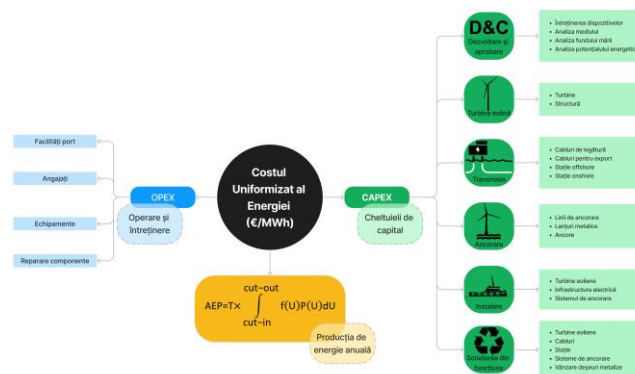 D&C
Dezvoltare și
aprobare
• Întreținerea dispozitivelor
• Analiza mediului
• Analiza fundului mării
• Analiza potențialului energetic
Turbina eoliană
• Turbine
• Structură
Facilități port
Angajați
Echipamente
Reparare componente
OPEX
Operare și
întreținere
Costul
Uniformizat al
Energiei
(€/MWh)
CAPEX
Cheltuieli de
capital
Transmisie
• Cabluri de legătură
• Cabluri pentru export
• Stație offshore
• Stație onshore
Ancorare
• Linii de ancorare
• Lanțuri metalice
• Ancore
cut-out
AEP=T× ∫ f(U)P(U)dU
cut-in
Producția de
energie anuală
Instalare
• Turbine eoliene
• Infrastructura electrică
• Sistemul de ancorare
Scoaterea din
funcțiune
• Turbine eoliene
• Cabluri
• Stație
• Sisteme de ancorare
• Vânzare deșeuri metalice